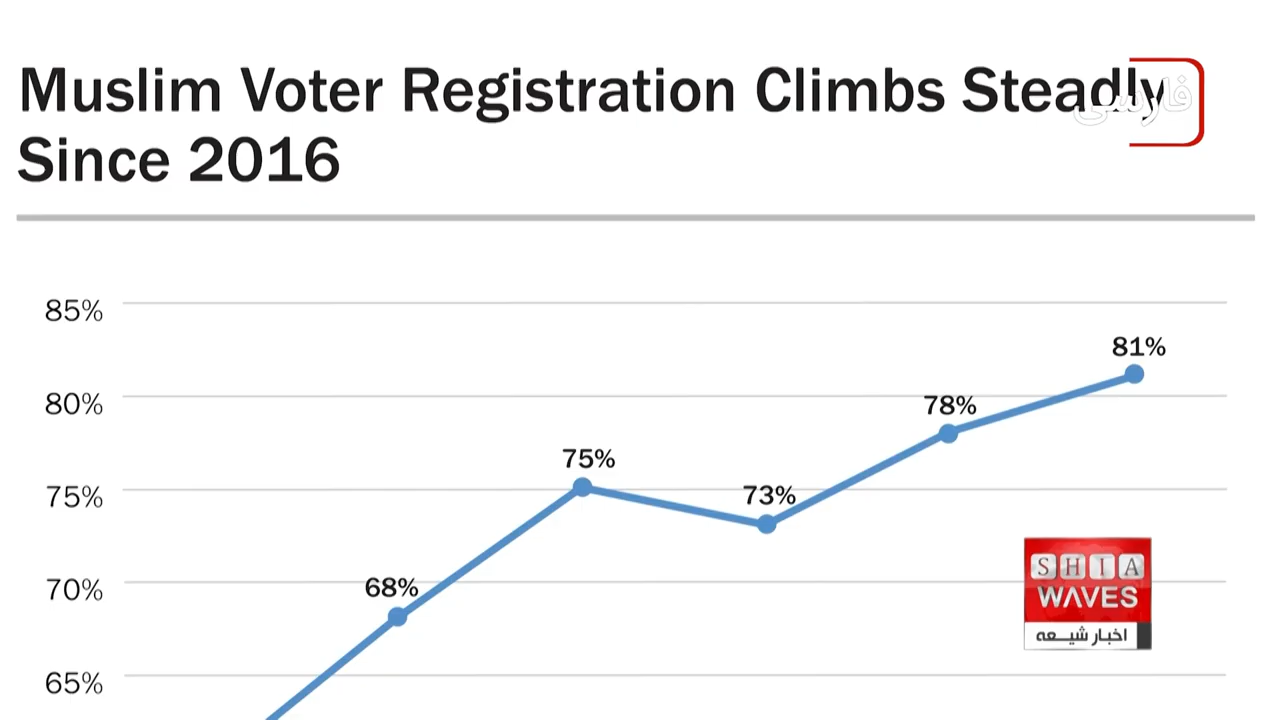 Muslim Voter Registration Climbs Steadly
Since 2016
فارسی
85%
81%
80%
78%
75%
75%
73%
70%
68%
65%
SHIA
WAVES
اخبار شیعه